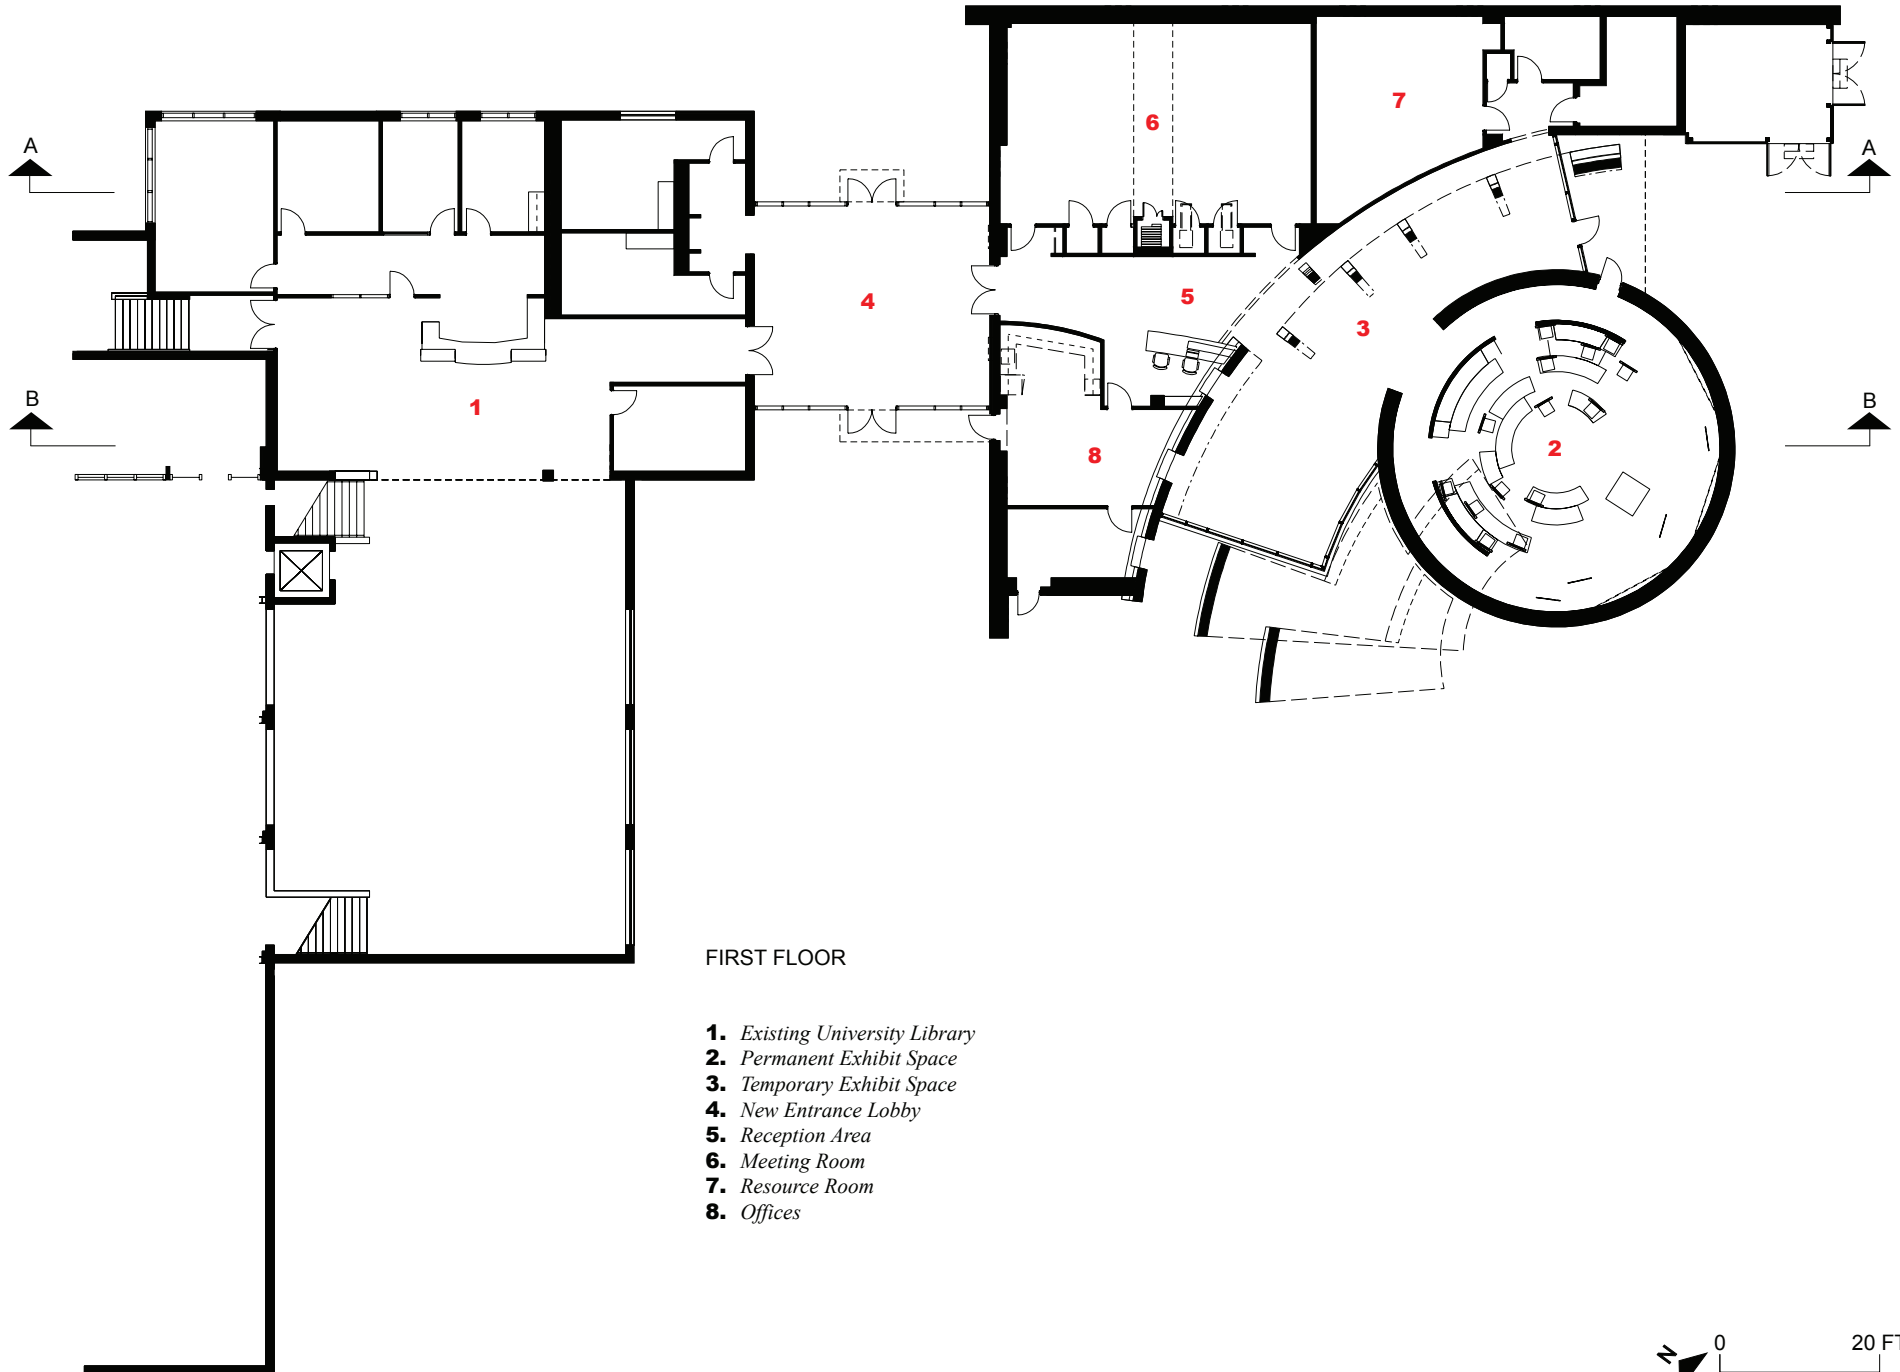 A
A
6
7
4
5
3
B
B
1
2
8
FIRST FLOOR
1. Existing University Library
2. Permanent Exhibit Space
3. Temporary Exhibit Space
4. New Entrance Lobby
5. Reception Area
6. Meeting Room
7. Resource Room
8. Offices
N 0 20 FT